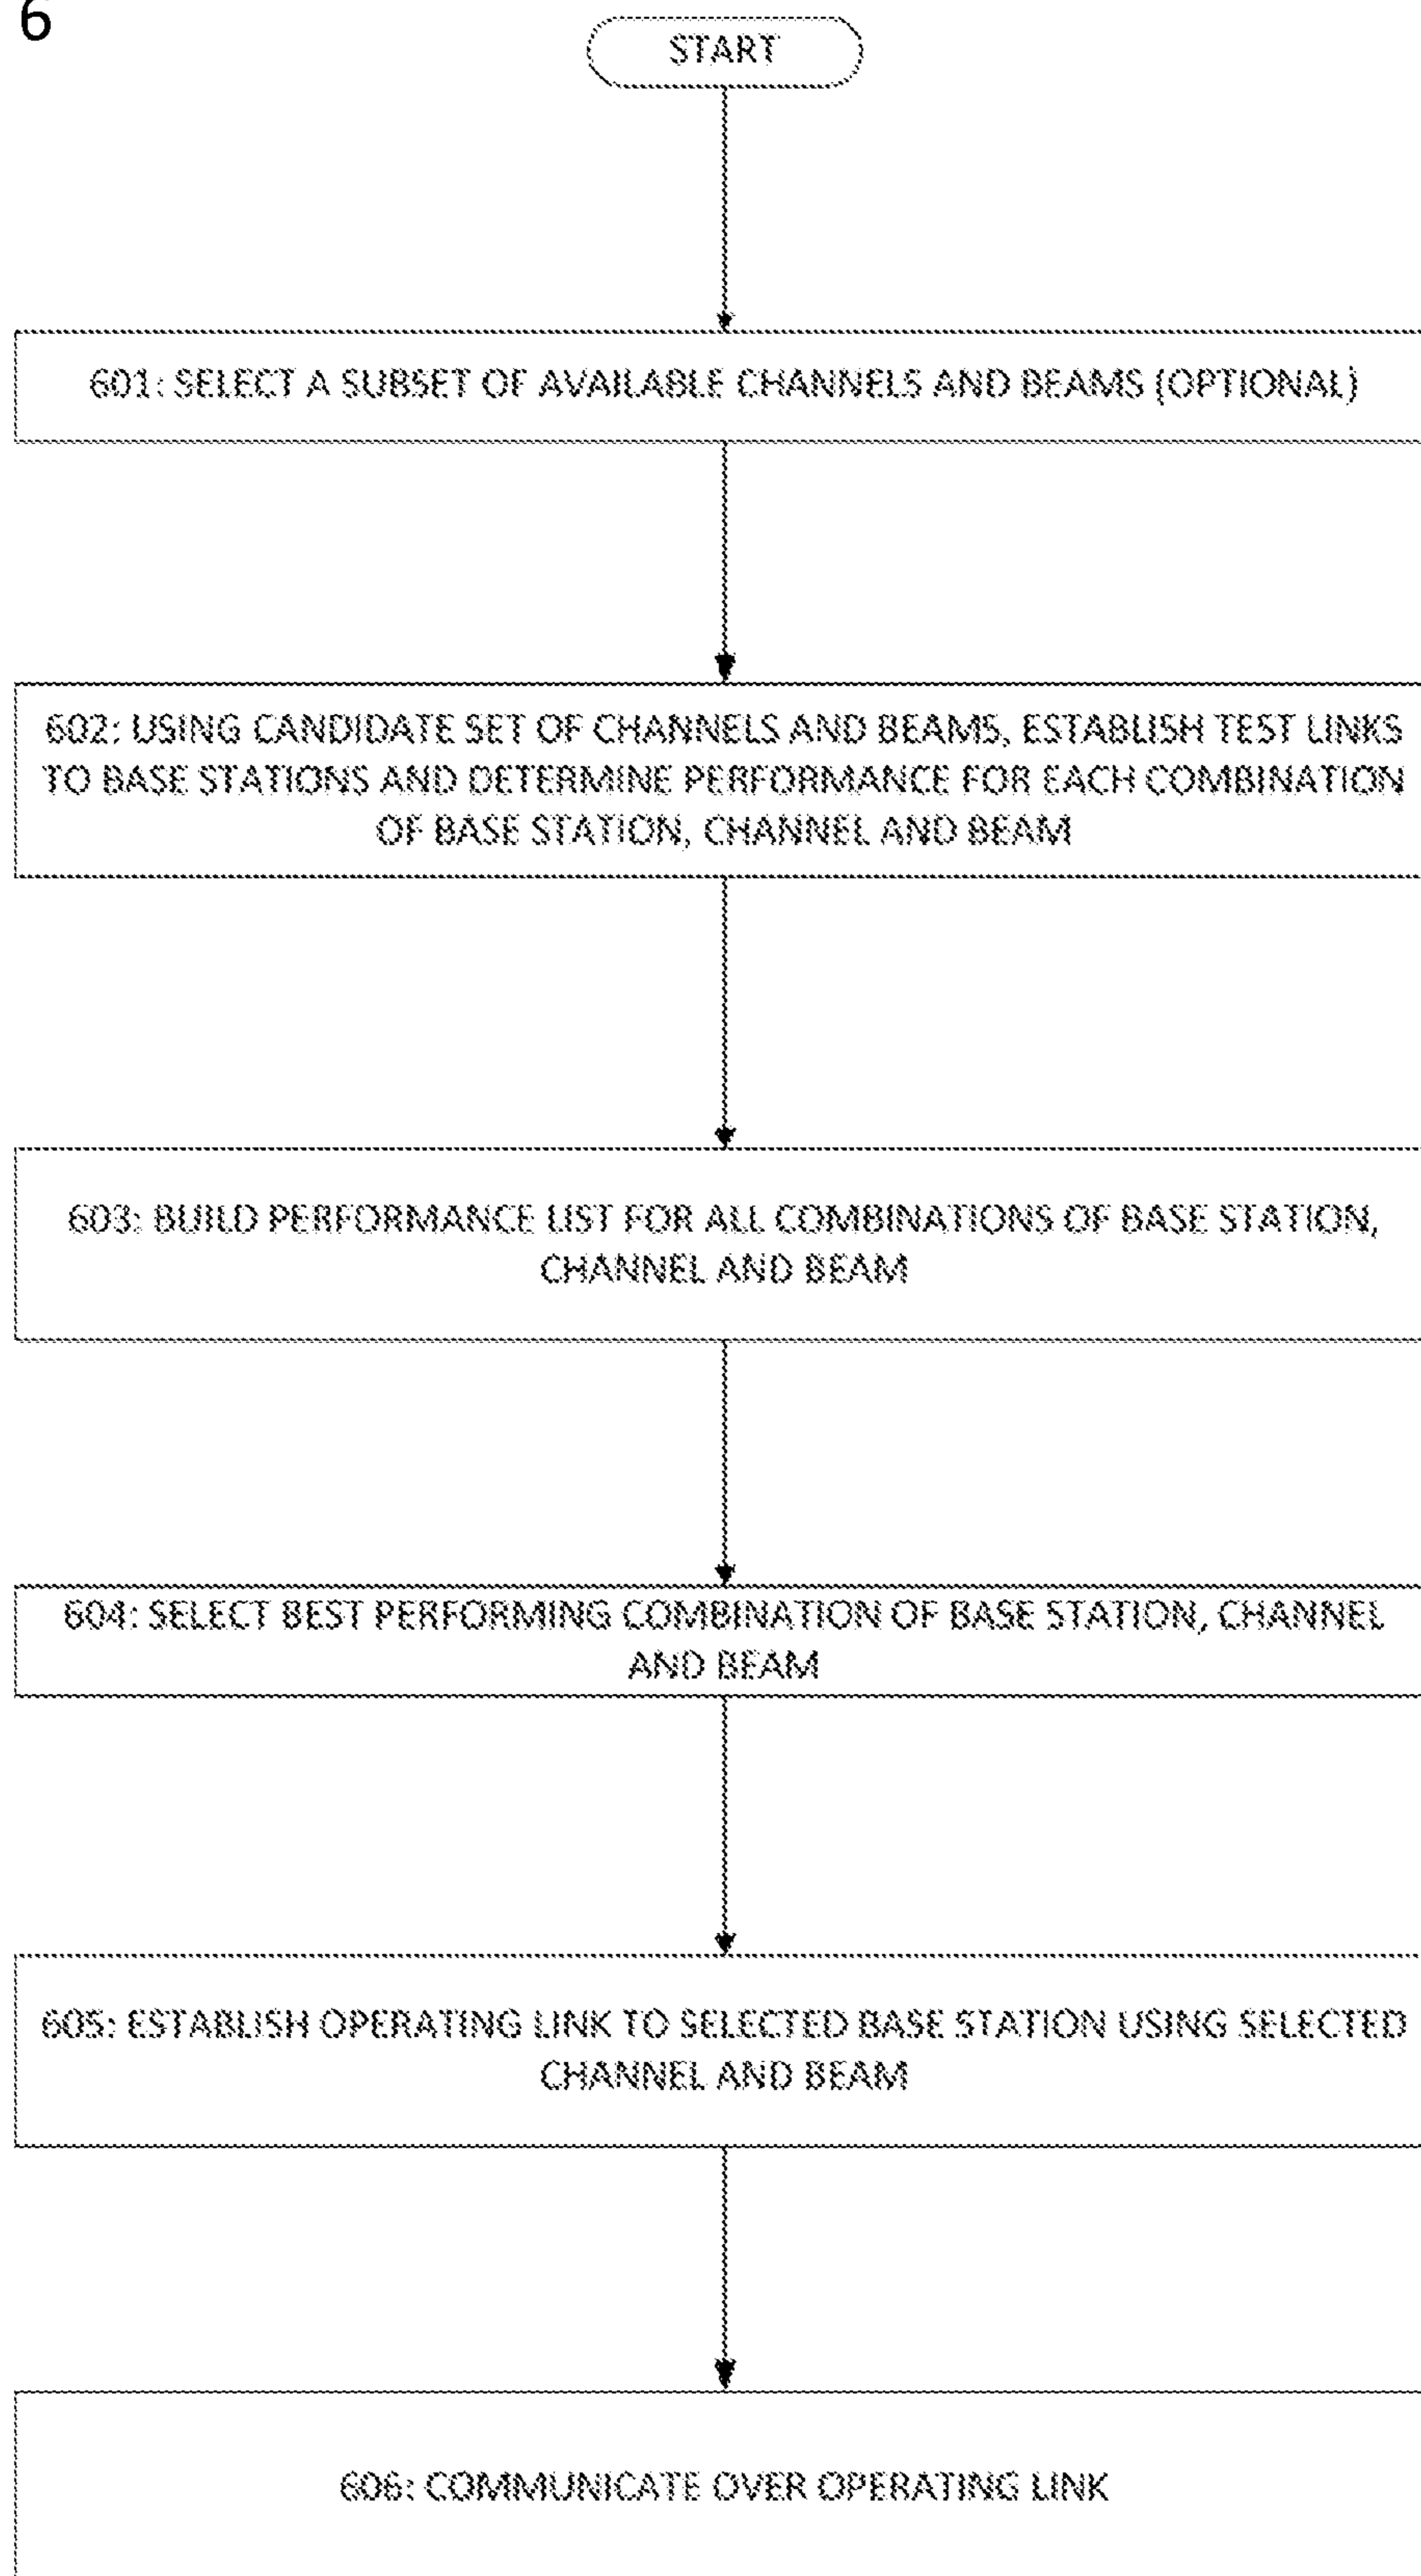 6
START
601: SELECT A SUBSET OF AVAILABLE CHANNELS AND BEAMS (OPTIONAL)
602: USING CANDIDATE SET OF CHANNELS AND BEAMS, ESTABLISH TEST LINKS
TO BASE STATIONS AND DETERMINE PERFORMANCE FOR EACH COMBINATION
OF BASE STATION, CHANNEL AND BEAM
603: BUILD PERFORMANCE LIST FOR ALL COMBINATIONS OF BASE STATION,
CHANNEL AND BEAM
604: SELECT BEST PERFORMING COMBINATION OF BASE STATION, CHANNEL
AND BEAM
605: ESTABLISH OPERATING LINK TO SELECTED BASE STATION USING SELECTED
CHANNEL AND BEAM
606: COMMUNICATE OVER OPERATING LINK